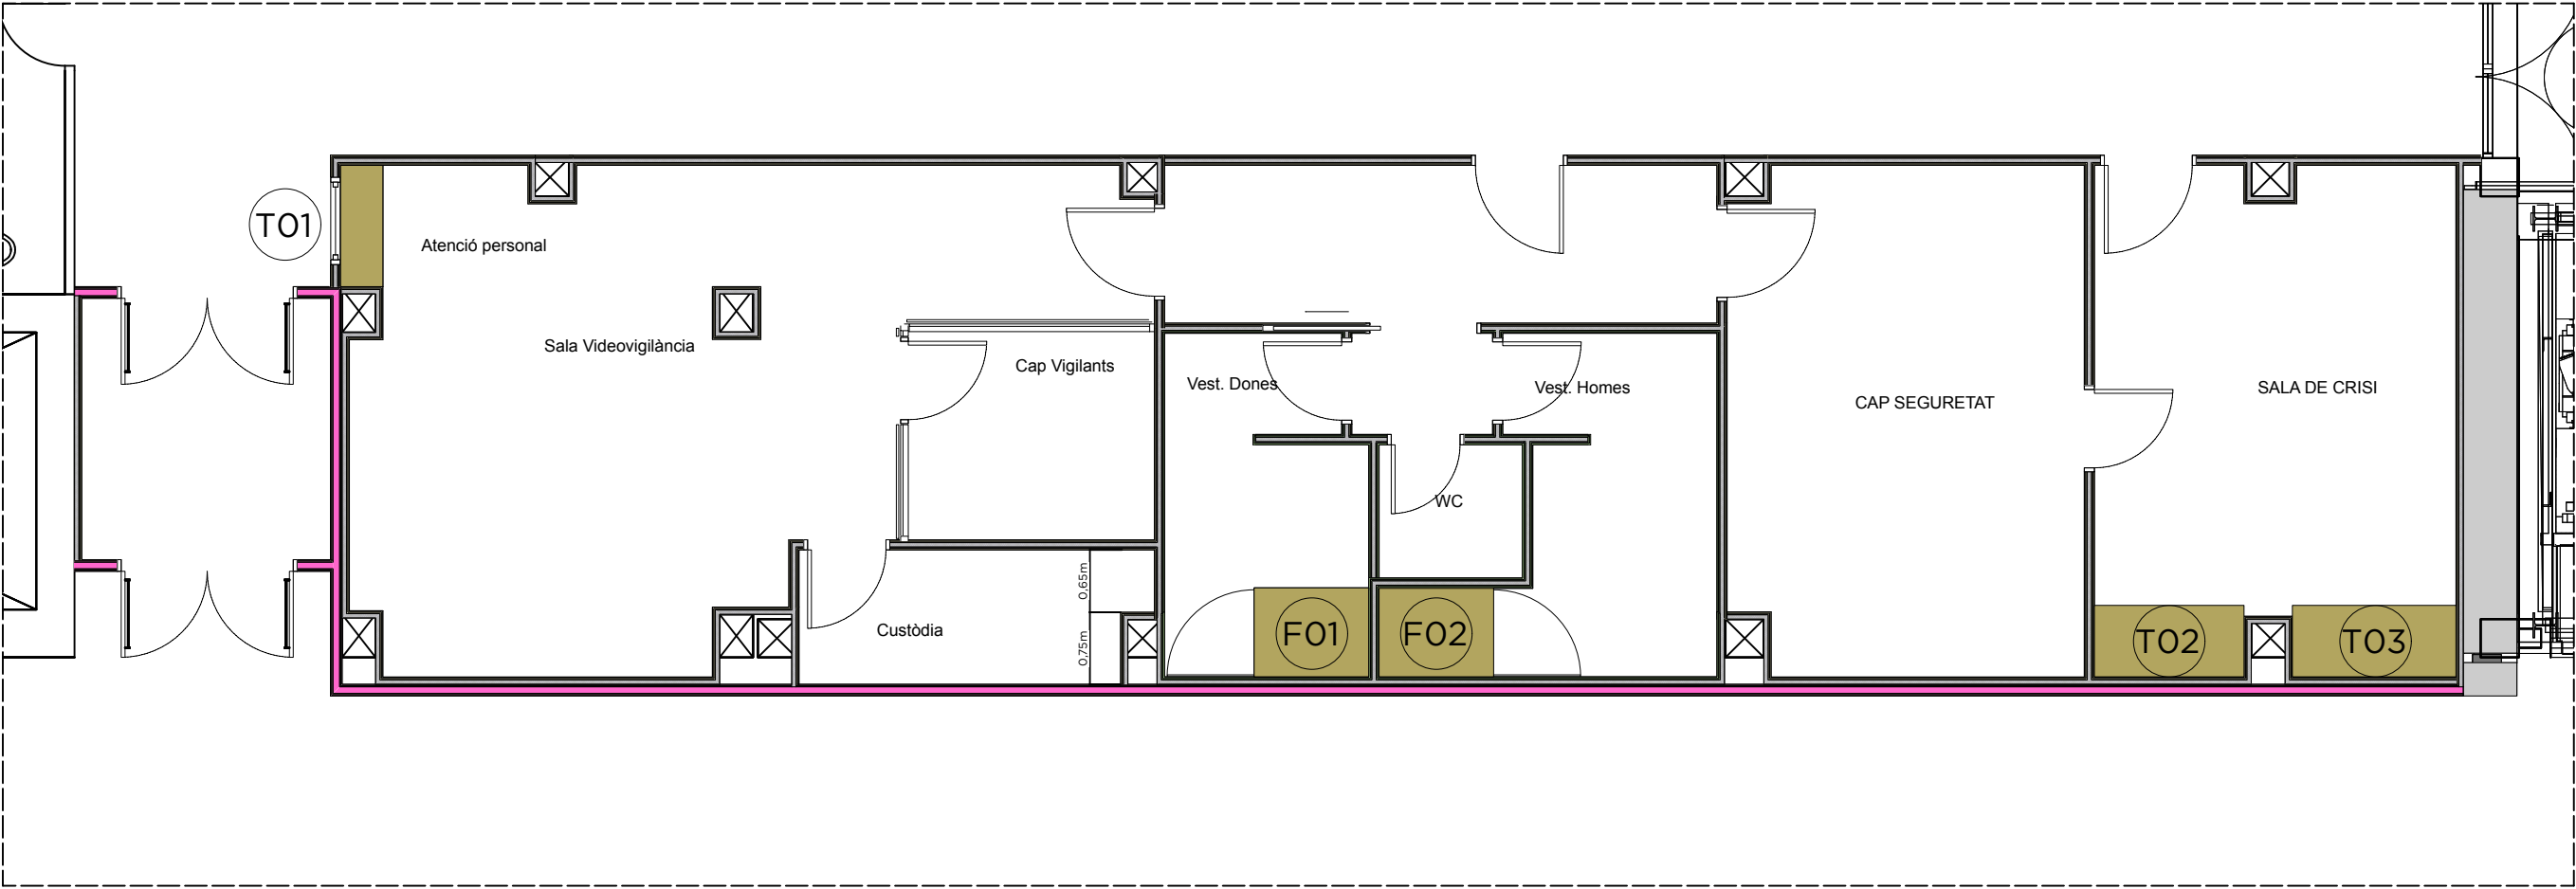 T01
Atenció personal
Sala Videovigilància
Cap Vigilants
Vest. Dones
Vest. Homes
CAP SEGURETAT
SALA DE CRISI
WC
0,65m
Custòdia
0,75m
F01
F02
T02
T03